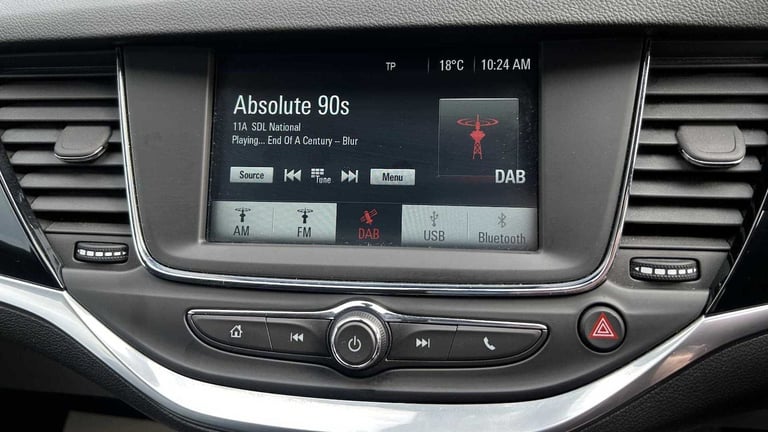 TP 18°C 10:24 AM
Absolute 90s
11A SDL National
Playing... End Of A Century – Blur
Source Tune Menu
DAB
AM FM DAB USB Bluetooth